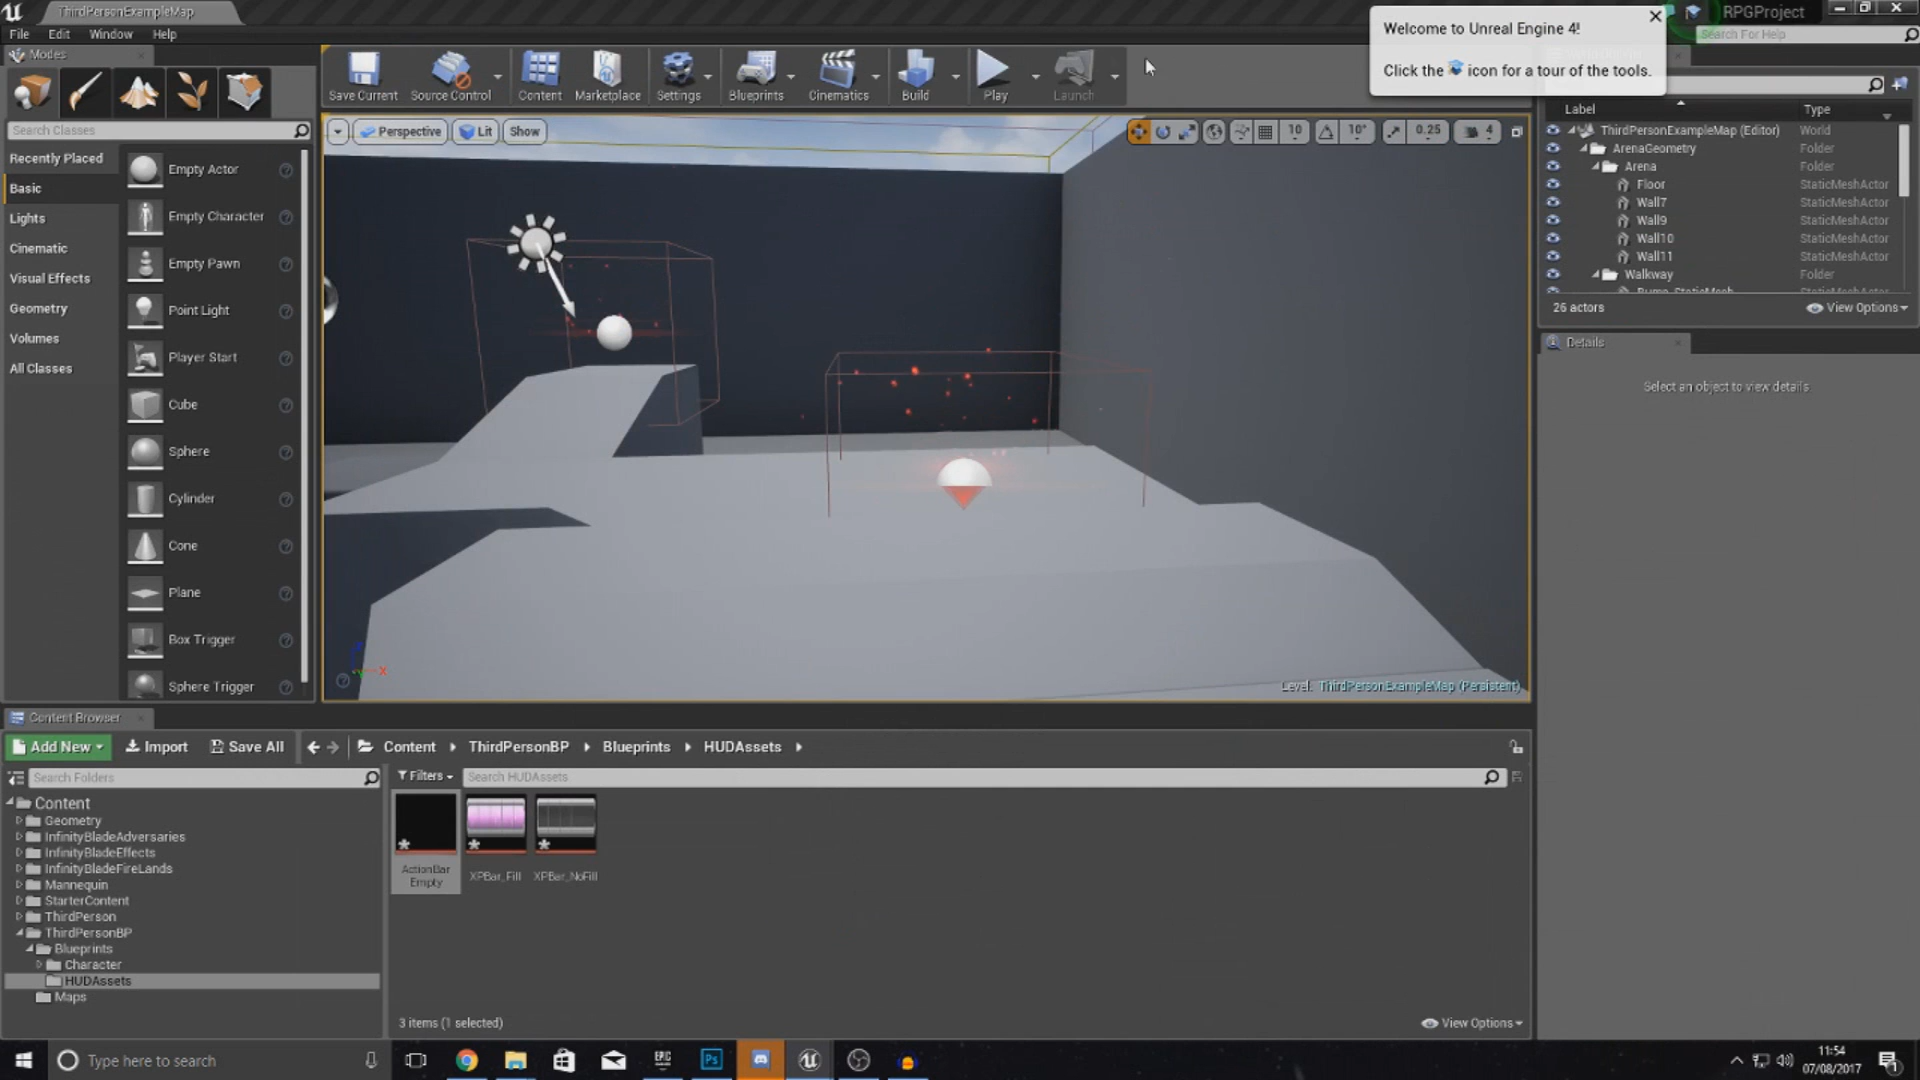 ThirdPersonExampleMap
RPGProject
File Edit Window Help
Search For Help
Welcome to Unreal Engine 4!
Click the icon for a tour of the tools.
Modes
Save Current
Source Control
Content
Marketplace
Settings
Blueprints
Cinematics
Build
Play
Launch
Search Classes
Recently Placed
Basic
Lights
Cinematic
Visual Effects
Geometry
Volumes
All Classes
Empty Actor
Empty Character
Empty Pawn
Point Light
Player Start
Cube
Sphere
Cylinder
Cone
Plane
Box Trigger
Sphere Trigger
Perspective
Lit
Show
10
10°
0.25
4
X
Level: ThirdPersonExampleMap (Persistent)
Label Type
ThirdPersonExampleMap (Editor) World
ArenaGeometry Folder
Arena Folder
Floor StaticMeshActor
Wall7 StaticMeshActor
Wall9 StaticMeshActor
Wall10 StaticMeshActor
Wall11 StaticMeshActor
Walkway Folder
Bump_StaticMesh StaticMeshActor
26 actors
View Options
Details
Select an object to view details
Content Browser
Add New
Import
Save All
Content
ThirdPersonBP
Blueprints
HUDAssets
Search Folders
Filters
Search HUDAssets
Content
Geometry
InfinityBladeAdversaries
InfinityBladeEffects
InfinityBladeFireLands
Mannequin
StarterContent
ThirdPerson
ThirdPersonBP
Blueprints
Character
HUDAssets
Maps
ActionBar
Empty
XPBar_Fill
XPBar_NoFill
3 items (1 selected)
View Options
Type here to search
EPIC
GAMES
Ps
11:54
07/08/2017
1